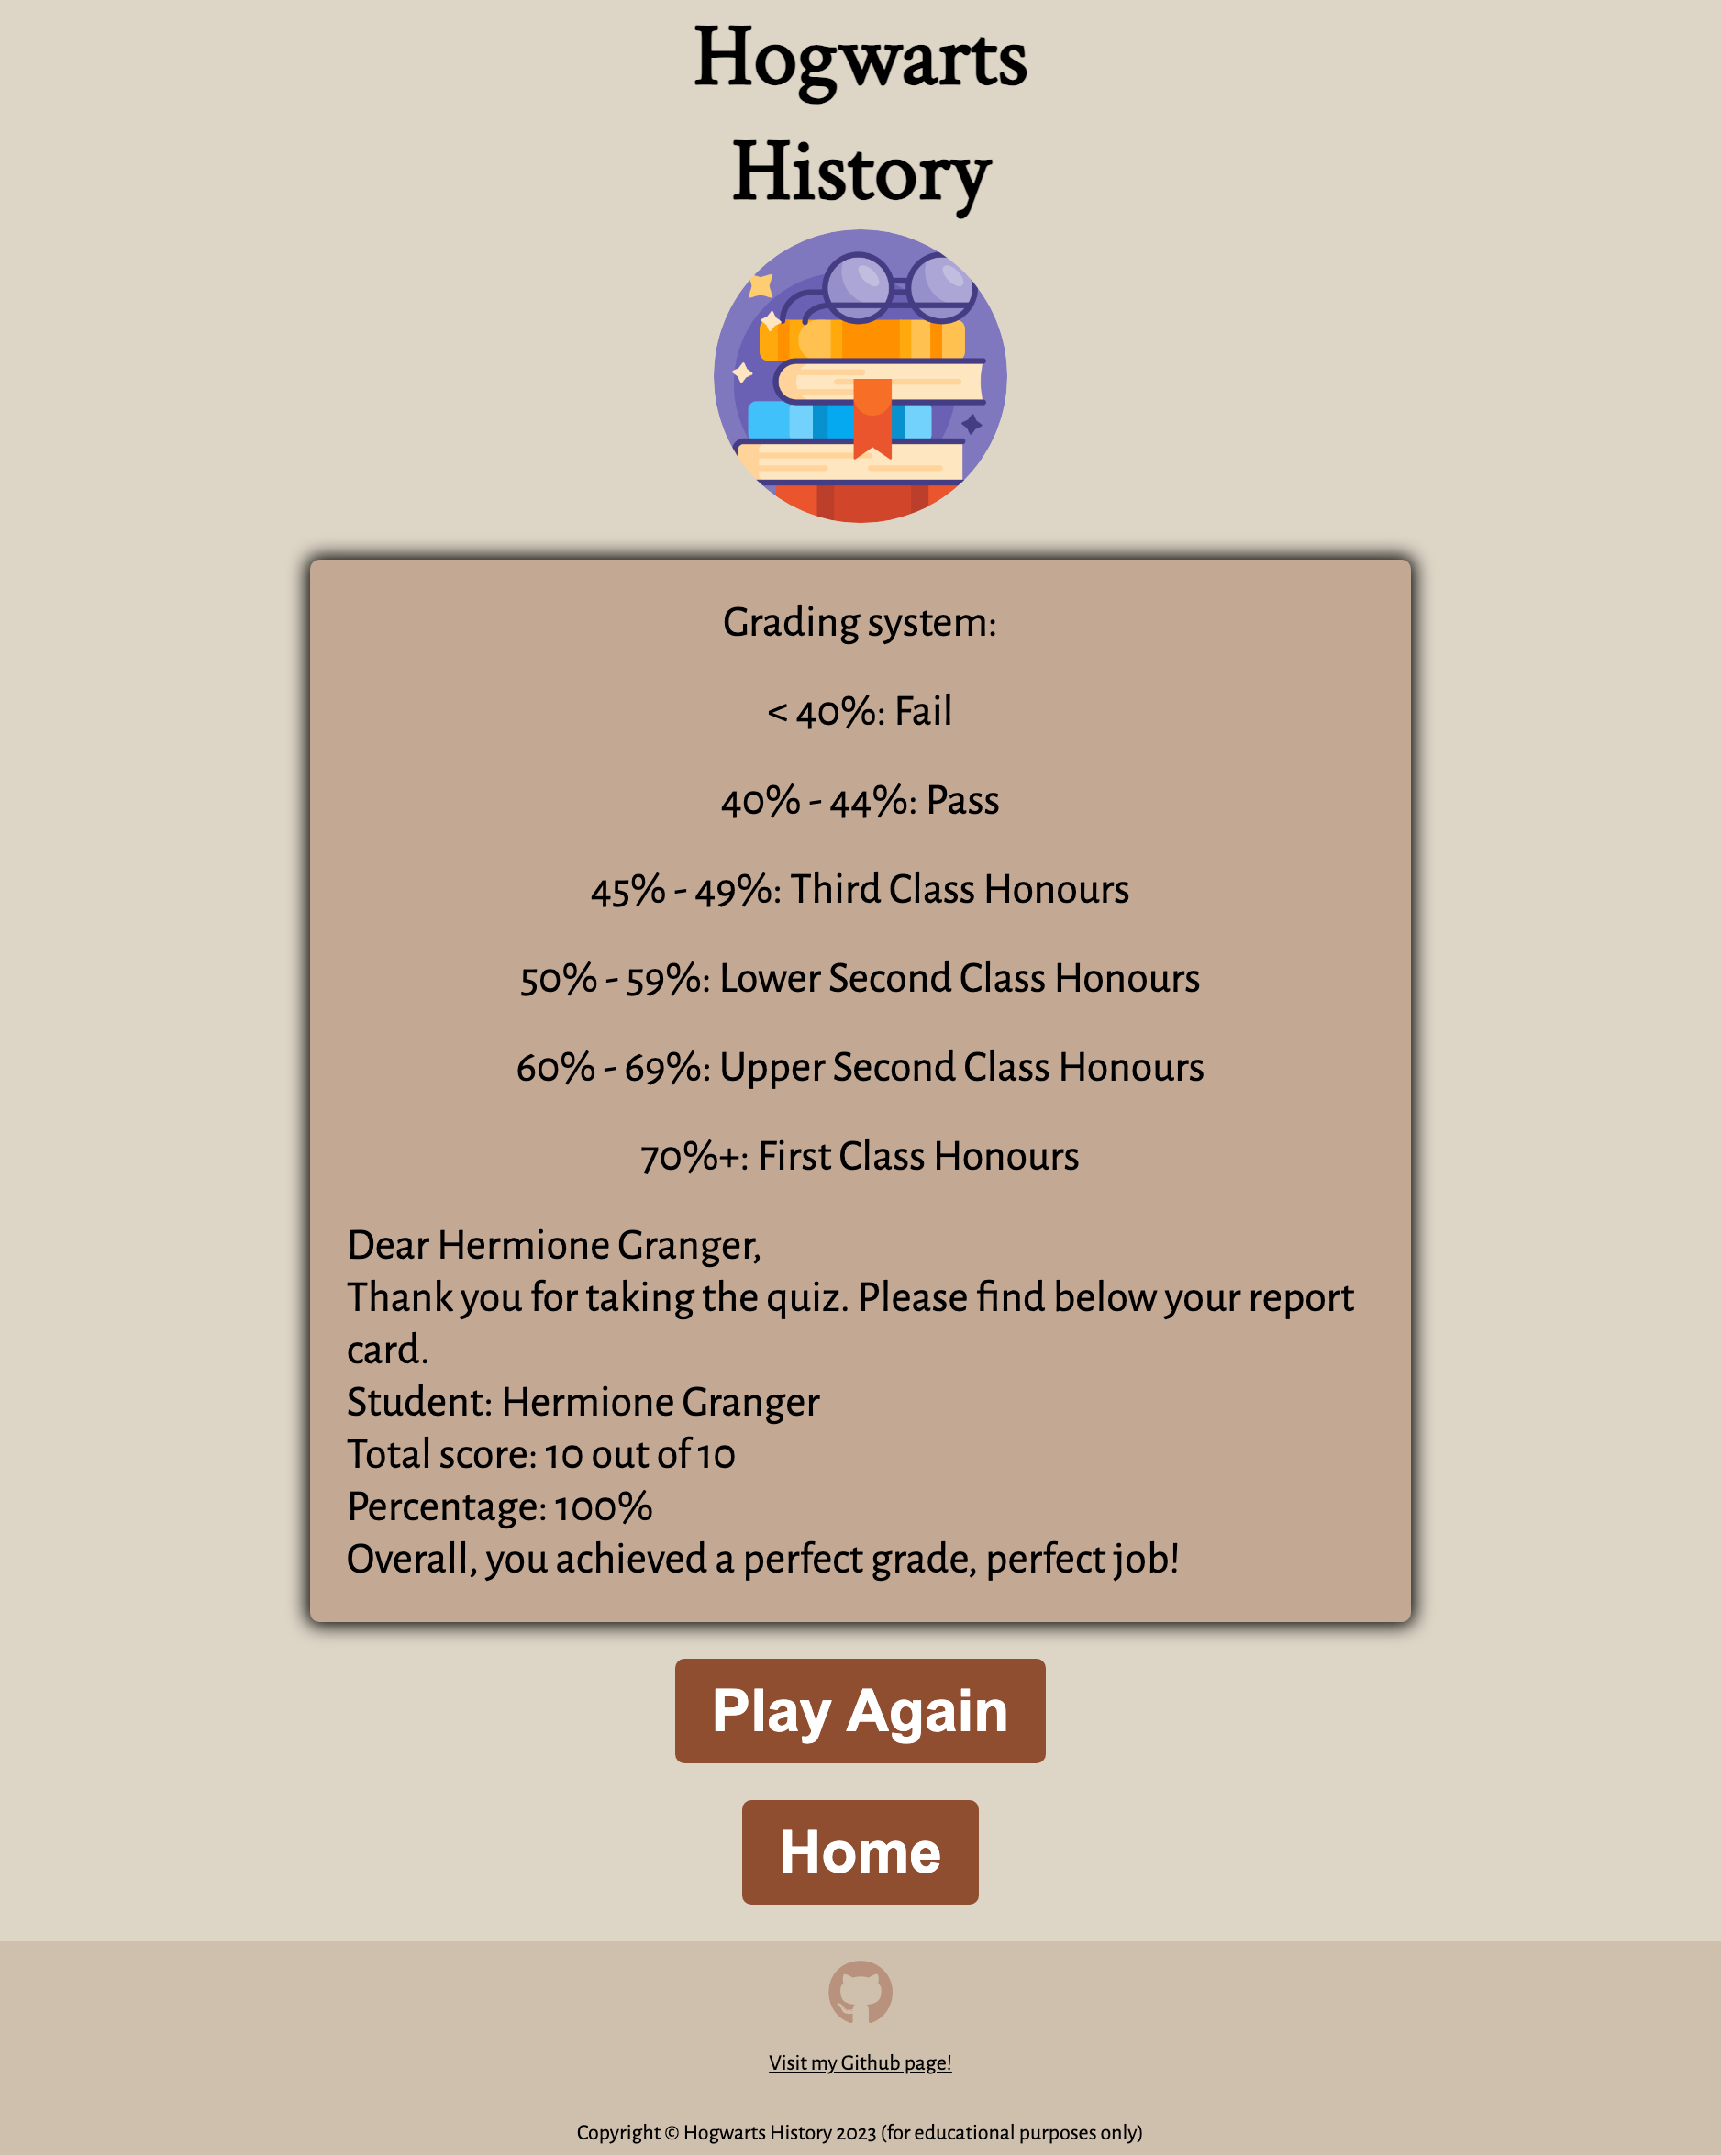 Hogwarts
History
Grading system:
< 40%: Fail
40% - 44%: Pass
45% - 49%: Third Class Honours
50% - 59%: Lower Second Class Honours
60% - 69%: Upper Second Class Honours
70%+: First Class Honours
Dear Hermione Granger,
Thank you for taking the quiz. Please find below your report
card.
Student: Hermione Granger
Total score: 10 out of 10
Percentage: 100%
Overall, you achieved a perfect grade, perfect job!
Play Again
Home
Visit my Github page!
Copyright © Hogwarts History 2023 (for educational purposes only)